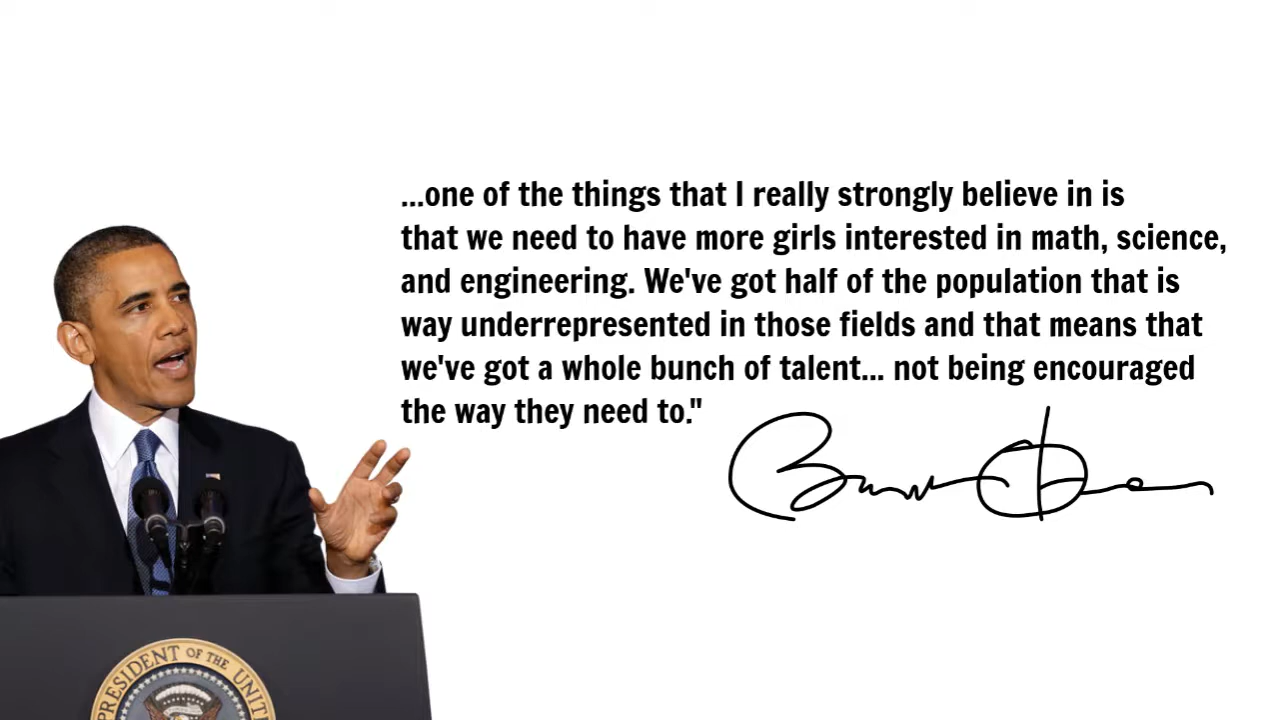 ...one of the things that I really strongly believe in is
that we need to have more girls interested in math, science,
and engineering. We've got half of the population that is
way underrepresented in those fields and that means that
we've got a whole bunch of talent... not being encouraged
the way they need to."
PRESIDENT OF THE UNIT